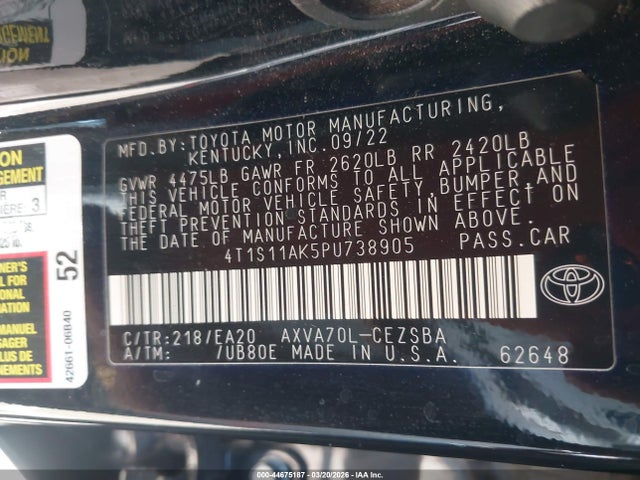 MFD.BY:TOYOTA MOTOR MANUFACTURING,
KENTUCKY, INC. 09/22
GVWR 4475LB GAWR FR 2620LB RR 2420LB
THIS VEHICLE CONFORMS TO ALL APPLICABLE
FEDERAL MOTOR VEHICLE SAFETY, BUMPER, AND
THEFT PREVENTION STANDARDS IN EFFECT ON
THE DATE OF MANUFACTURE SHOWN ABOVE.
4T1S11AK5PU738905 PASS.CAR
C/TR:218/EA20 AXVA70L-CEZSBA
A/TM: /UB80E MADE IN U.S.A. 62648
3
52
42661-06B40
000-44675187 - 03/20/2026 - IAA Inc.